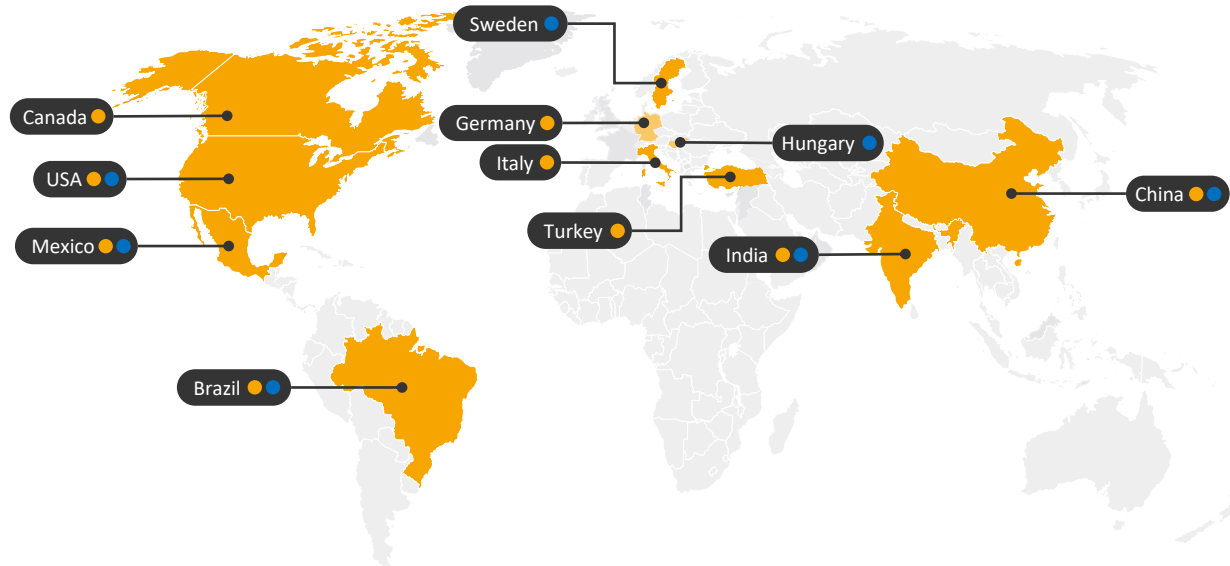 Sweden
Canada
Germany
Hungary
Italy
USA
China
Turkey
Mexico
India
Brazil